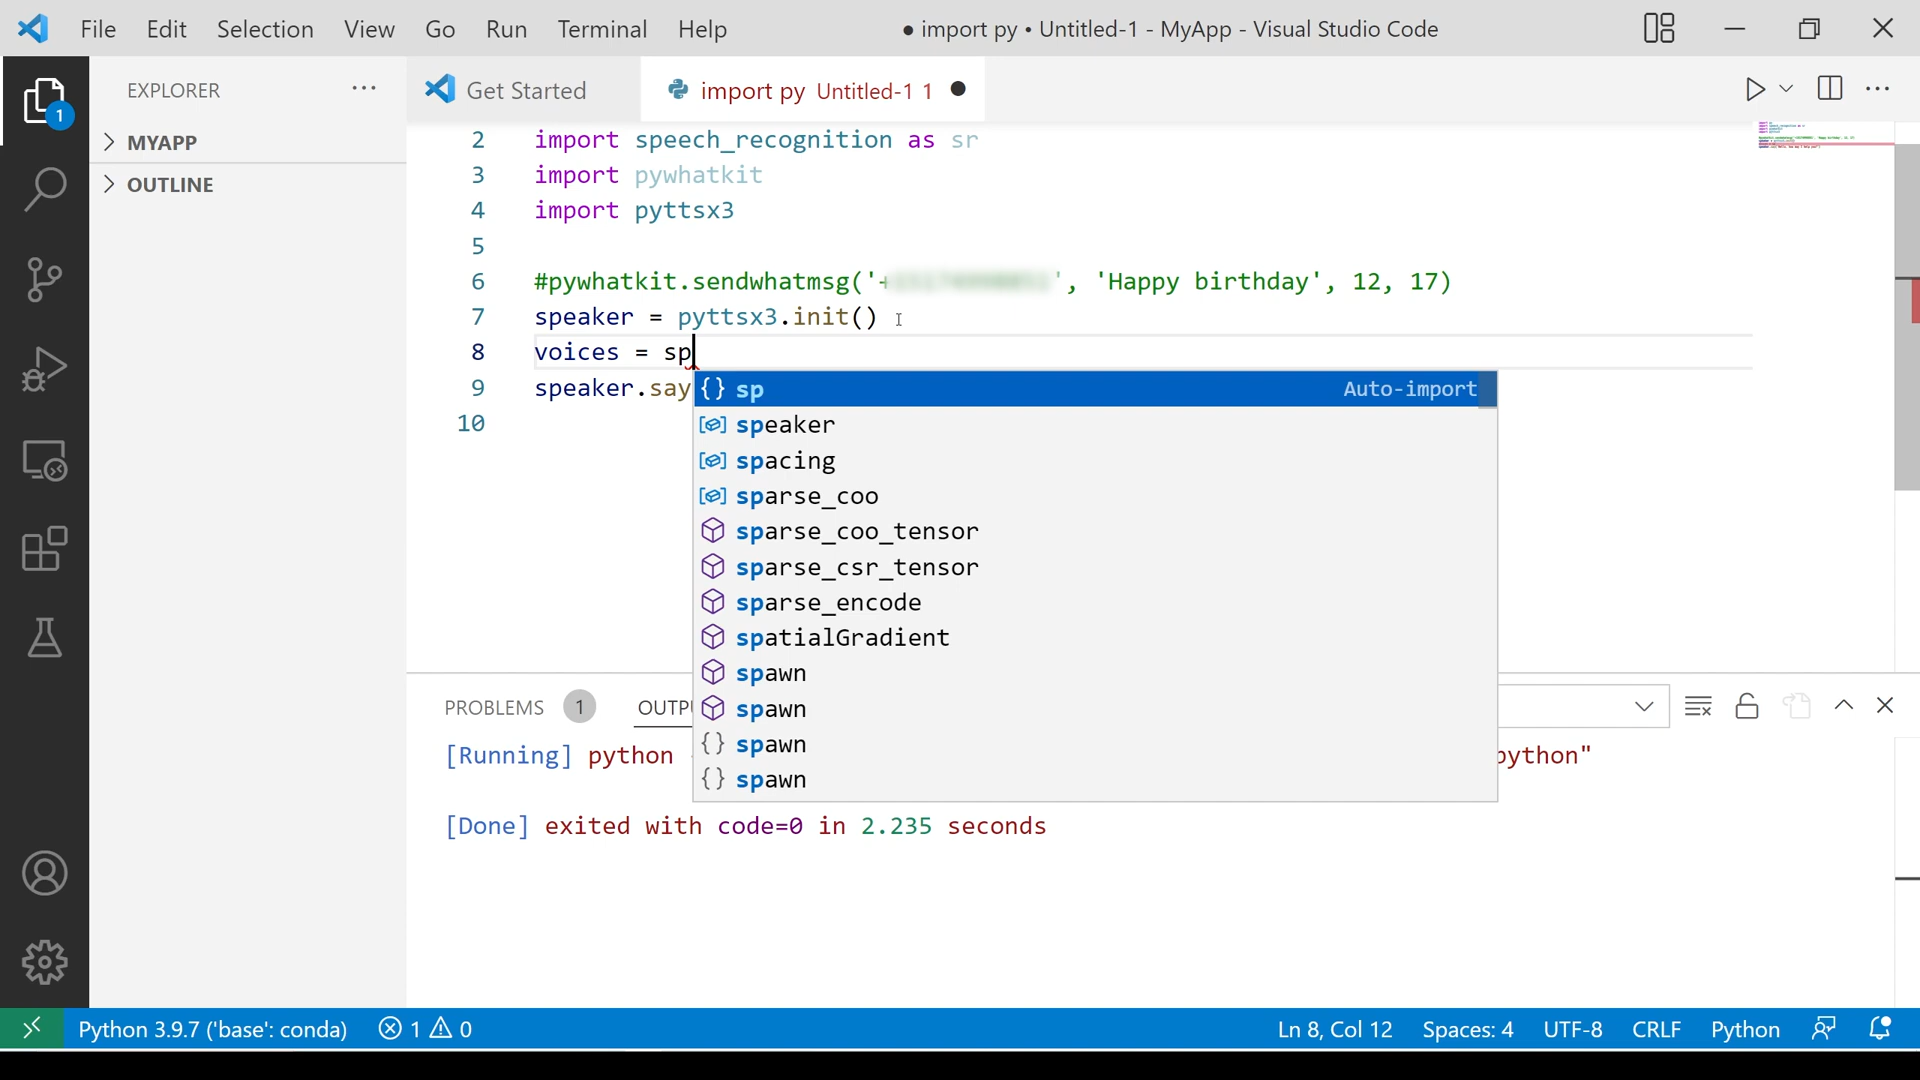 File Edit Selection View Go Run Terminal Help ● import py • Untitled-1 - MyApp - Visual Studio Code
EXPLORER ···
Get Started
import py Untitled-1 1
1
MYAPP
OUTLINE
2 import speech_recognition as sr
3 import pywhatkit
4 import pyttsx3
5
6 #pywhatkit.sendwhatmsg('+ ', 'Happy birthday', 12, 17)
7 speaker = pyttsx3.init()
8 voices = sp
9 speaker.say
10
{} sp Auto-import
speaker
spacing
sparse_coo
sparse_coo_tensor
sparse_csr_tensor
sparse_encode
spatialGradient
spawn
spawn
{} spawn
{} spawn
PROBLEMS 1 OUTPU
[Running] python python"
[Done] exited with code=0 in 2.235 seconds
Python 3.9.7 ('base': conda) 1 0 Ln 8, Col 12 Spaces: 4 UTF-8 CRLF Python